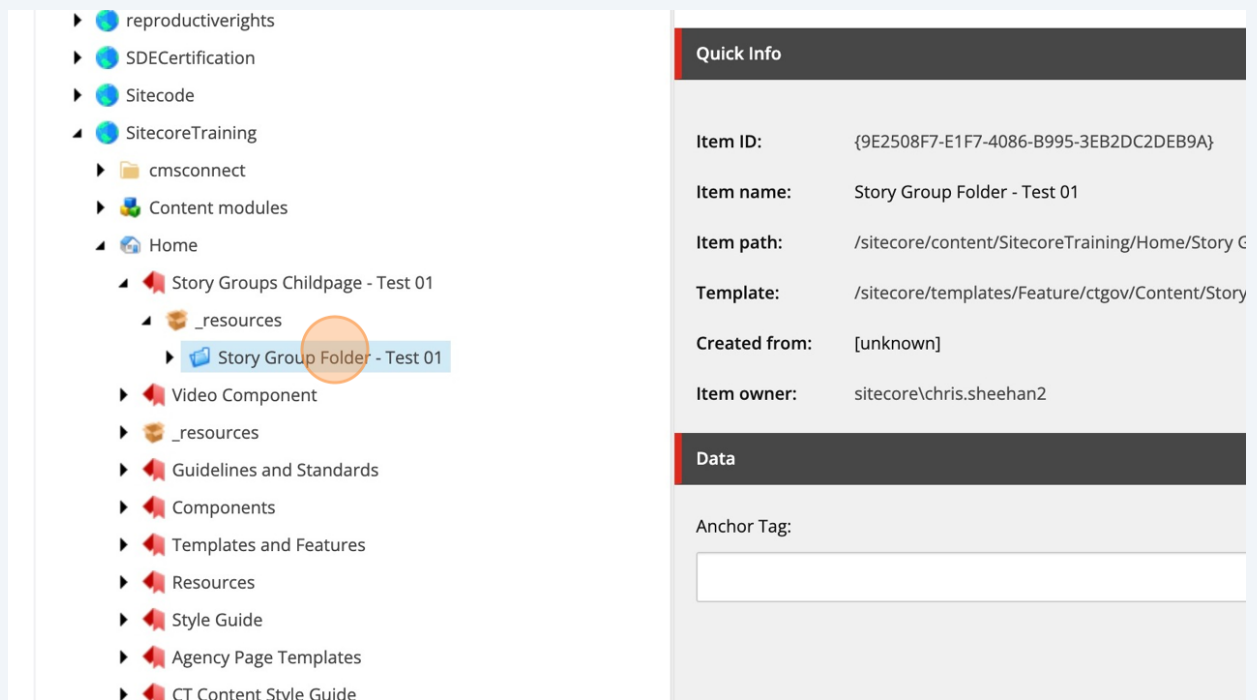 reproductiverights
SDECertification
Sitecode
SitecoreTraining
cmsconnect
Content modules
Home
Story Groups Childpage - Test 01
_resources
Story Group Folder - Test 01
Video Component
_resources
Guidelines and Standards
Components
Templates and Features
Resources
Style Guide
Agency Page Templates
CT Content Style Guide
Quick Info
Item ID: {9E2508F7-E1F7-4086-B995-3EB2DC2DEB9A}
Item name: Story Group Folder - Test 01
Item path: /sitecore/content/SitecoreTraining/Home/Story G
Template: /sitecore/templates/Feature/ctgov/Content/Story
Created from: [unknown]
Item owner: sitecore\chris.sheehan2
Data
Anchor Tag: